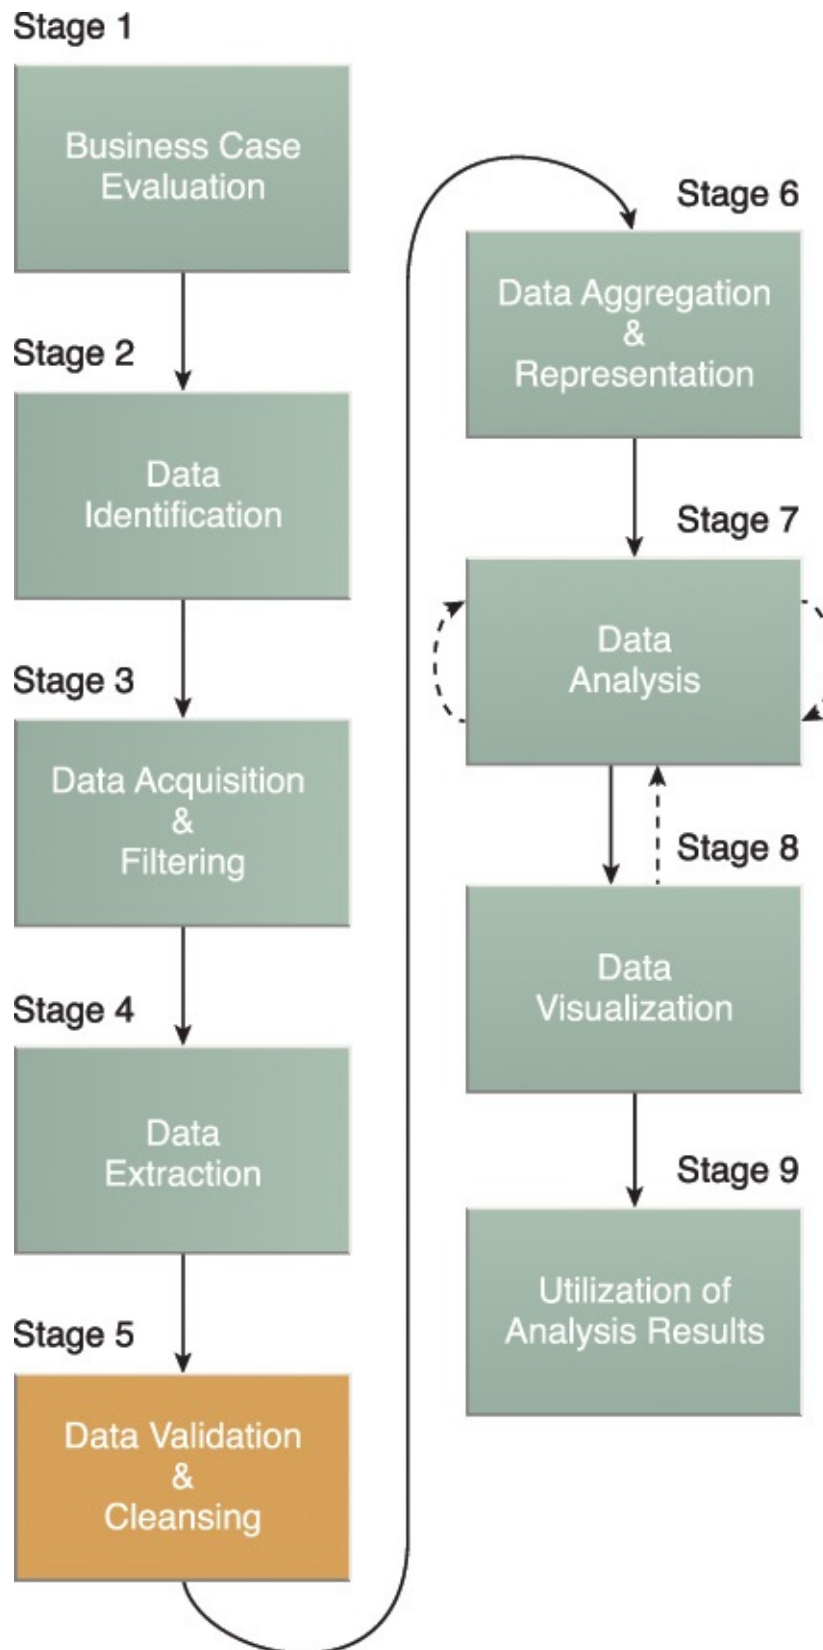 Stage 1
Business Case
Evaluation
Stage 2
Data
Identification
Stage 3
Data Acquisition
&
Filtering
Stage 4
Data
Extraction
Stage 5
Data Validation
&
Cleansing
Stage 6
Data Aggregation
&
Representation
Stage 7
Data
Analysis
Stage 8
Data
Visualization
Stage 9
Utilization of
Analysis Results